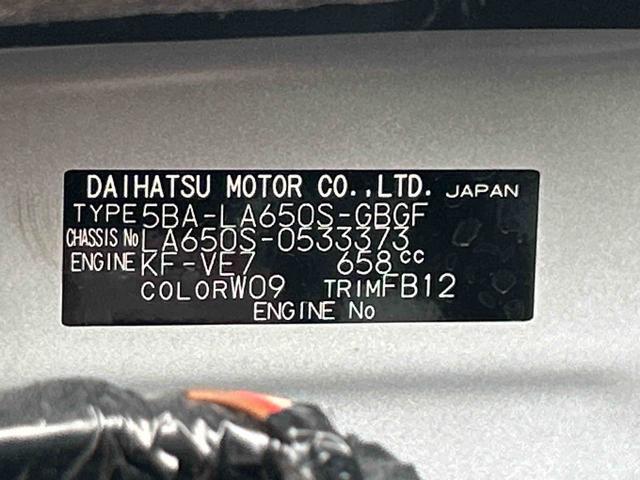 DAIHATSU MOTOR CO.,LTD. JAPAN
TYPE 5BA-LA650S-GBGF
CHASSIS No LA650S-0533373
ENGINE KF-VE7 658cc
COLOR W09 TRIM FB12
ENGINE No